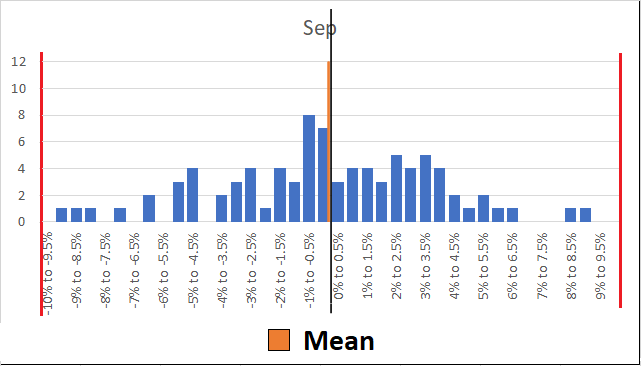 Sep
12
10
8
6
4
2
0
-10% to -9.5%
-9% to -8.5%
-8% to -7.5%
-7% to -6.5%
-6% to -5.5%
-5% to -4.5%
-4% to -3.5%
-3% to -2.5%
-2% to -1.5%
-1% to -0.5%
0% to 0.5%
1% to 1.5%
2% to 2.5%
3% to 3.5%
4% to 4.5%
5% to 5.5%
6% to 6.5%
7% to 7.5%
8% to 8.5%
9% to 9.5%
Mean